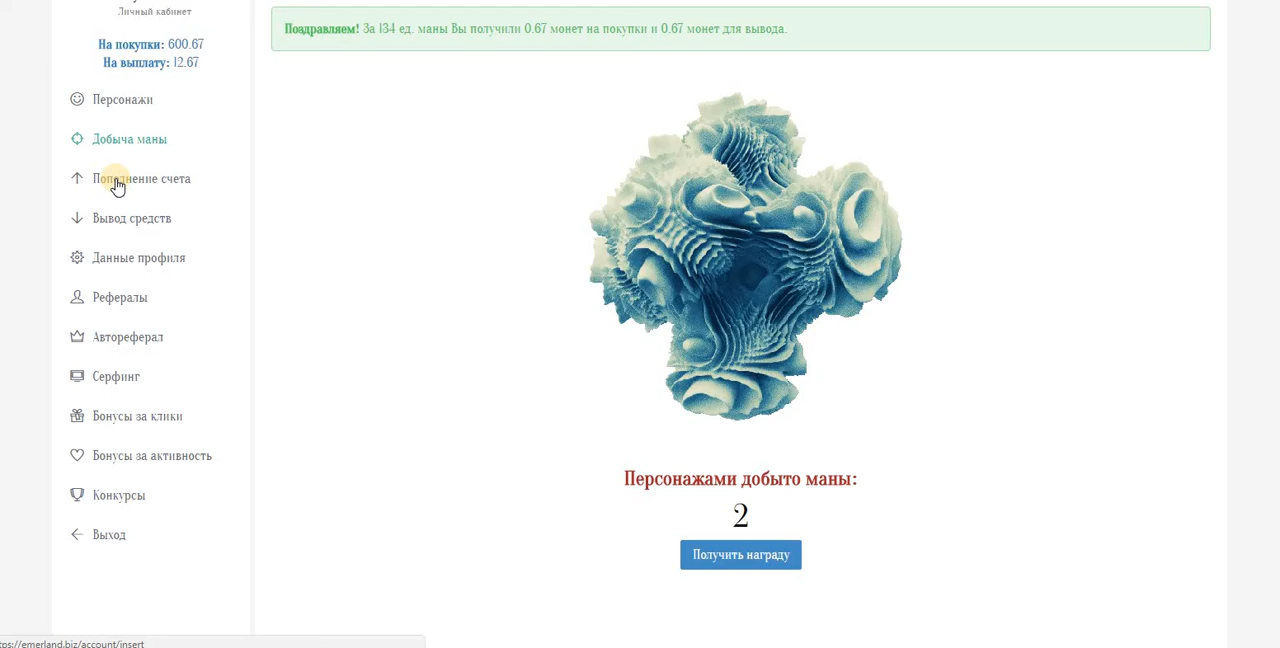 Личный кабинет
На покупки: 600.67
На выплату: 12.67
Персонажи
Добыча маны
Пополнение счета
Вывод средств
Данные профиля
Рефералы
Автореферал
Серфинг
Бонусы за клики
Бонусы за активность
Конкурсы
Выход
Поздравляем! За 134 ед. маны Вы получили 0.67 монет на покупки и 0.67 монет для вывода.
Персонажами добыто маны:
2
Получить награду
tps://emerland.biz/account/insert